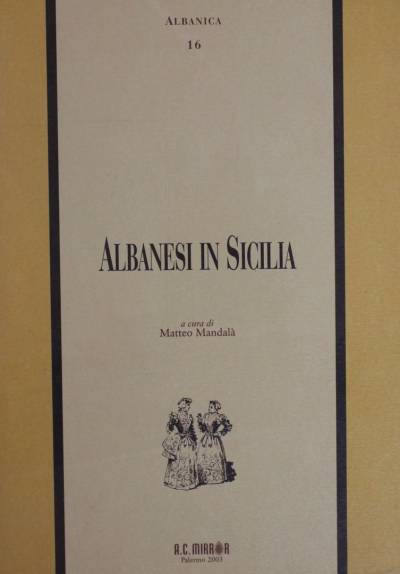 ALBANICA
16
ALBANESI IN SICILIA
a cura di
Matteo Mandalà
A.C. MIRROR
Palermo 2003